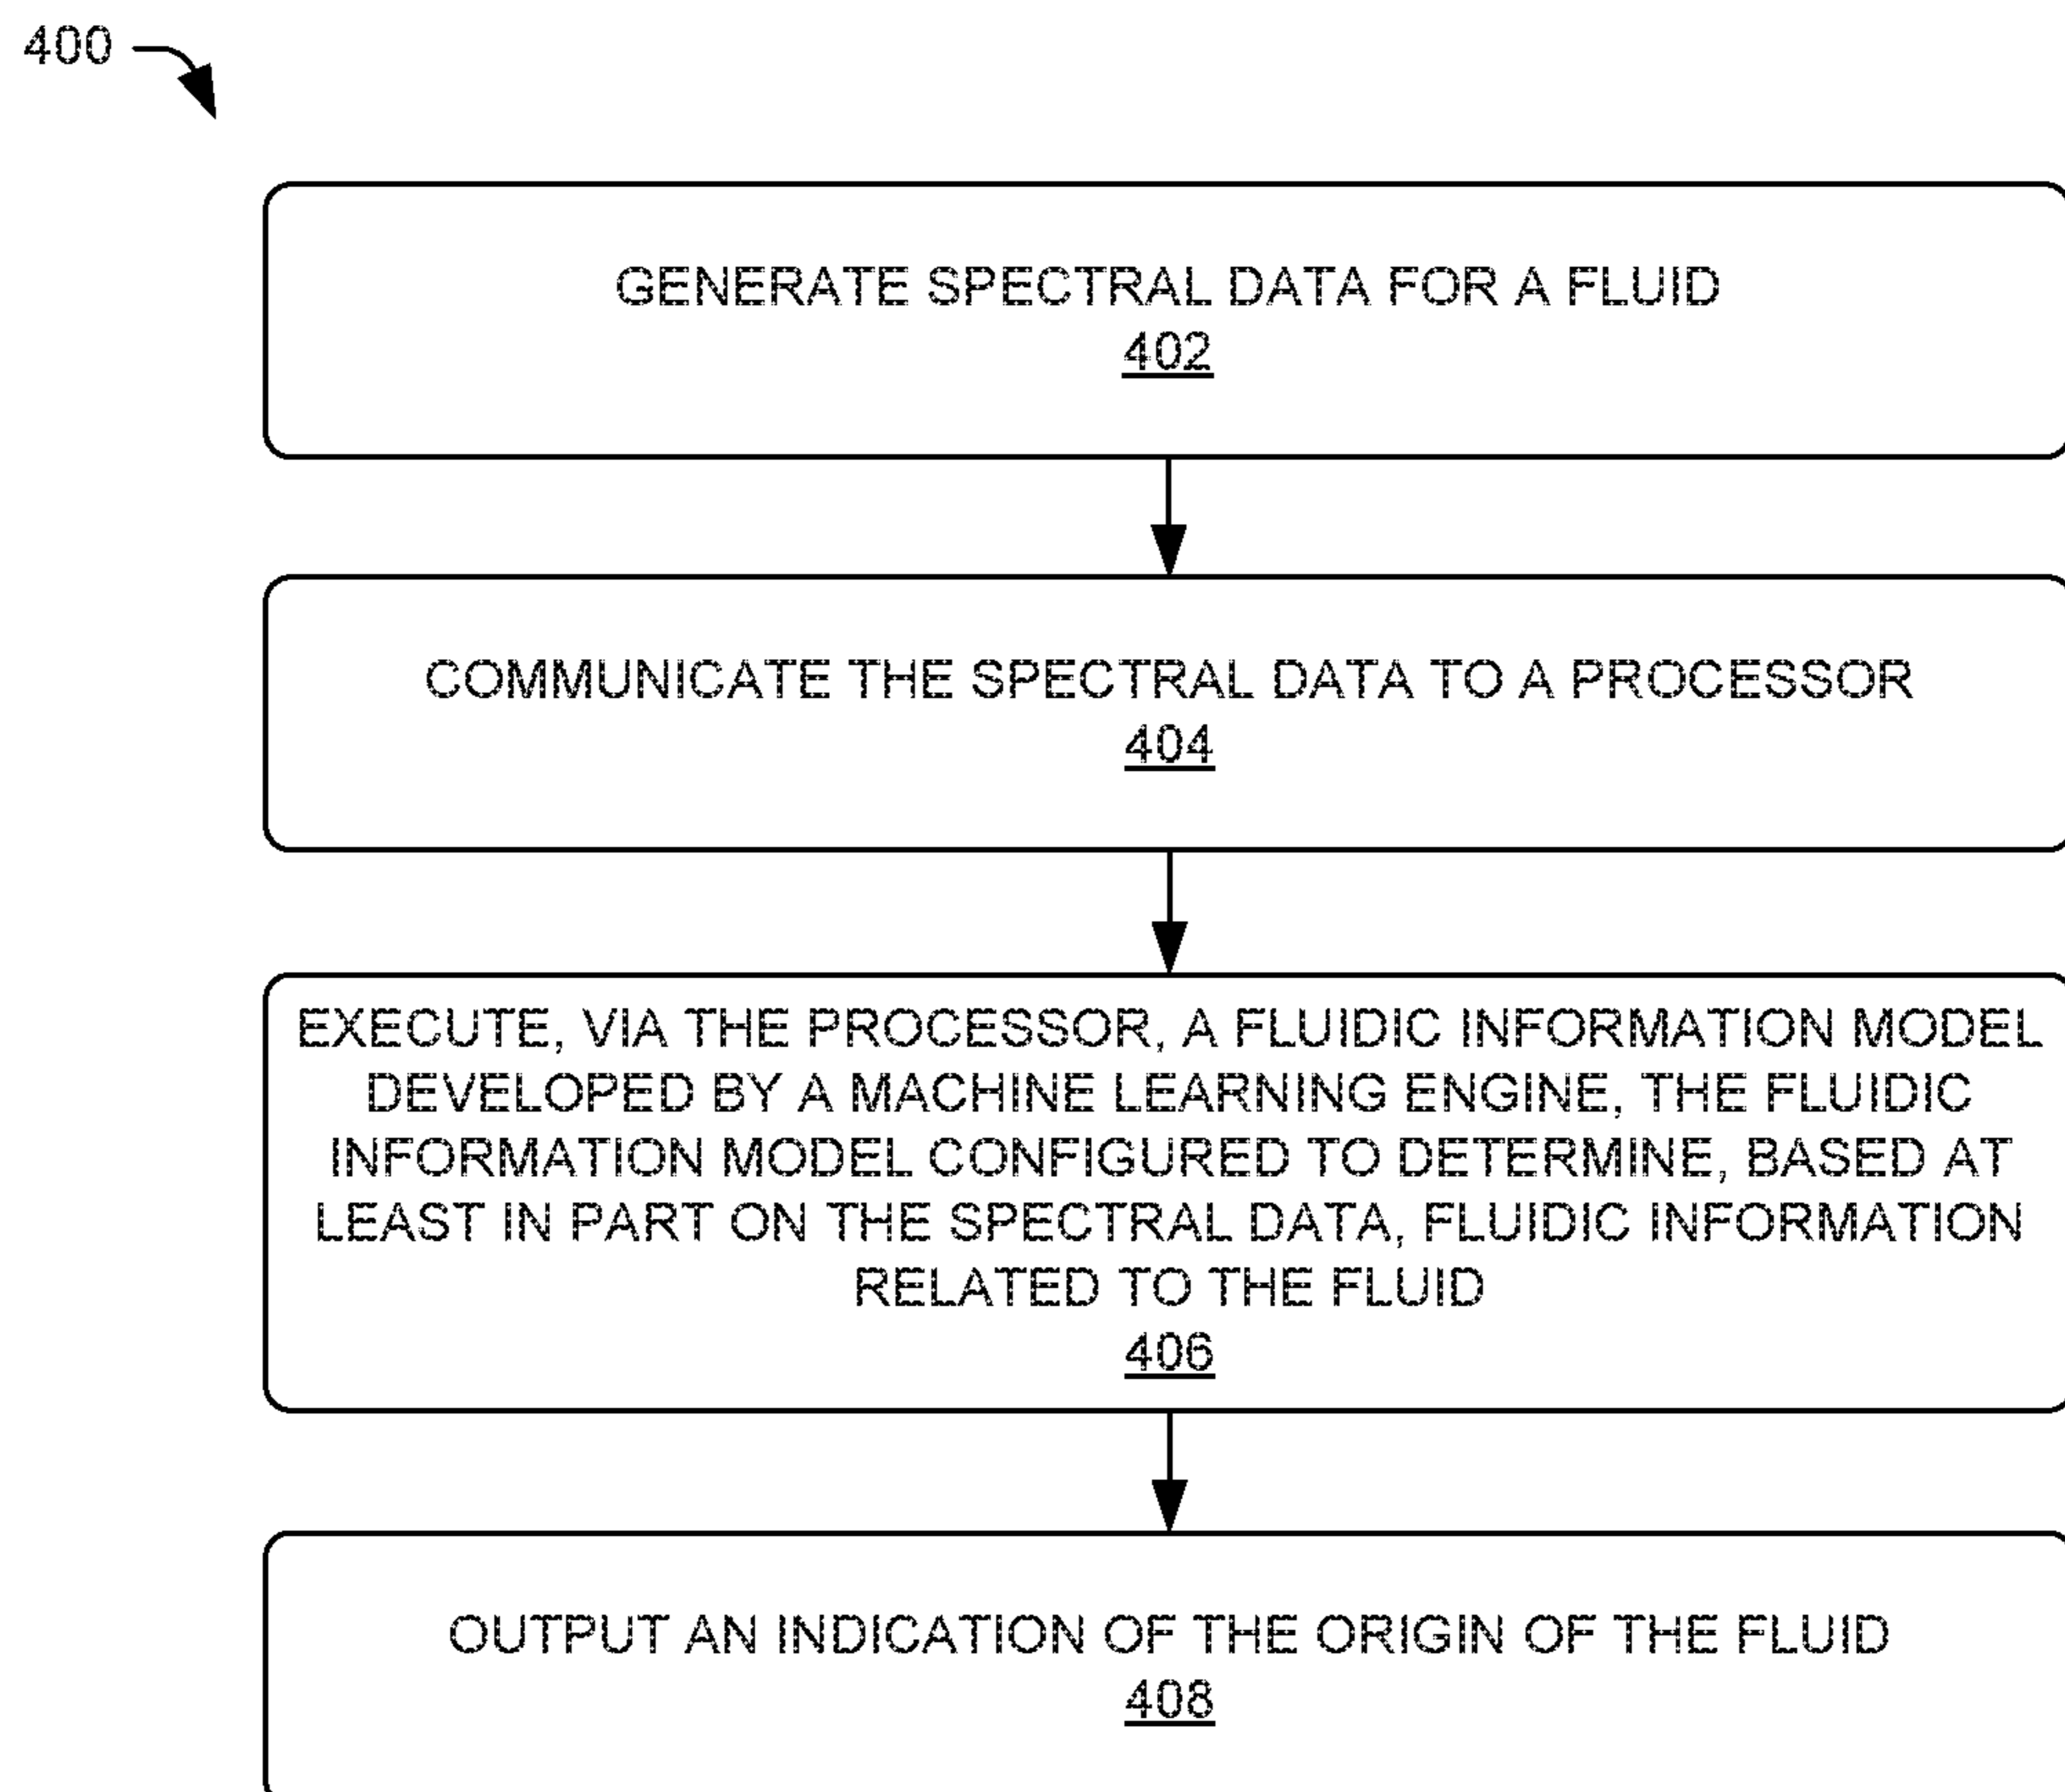 400
GENERATE SPECTRAL DATA FOR A FLUID
402
COMMUNICATE THE SPECTRAL DATA TO A PROCESSOR
404
EXECUTE, VIA THE PROCESSOR, A FLUIDIC INFORMATION MODEL
DEVELOPED BY A MACHINE LEARNING ENGINE, THE FLUIDIC
INFORMATION MODEL CONFIGURED TO DETERMINE, BASED AT
LEAST IN PART ON THE SPECTRAL DATA, FLUIDIC INFORMATION
RELATED TO THE FLUID
406
OUTPUT AN INDICATION OF THE ORIGIN OF THE FLUID
408